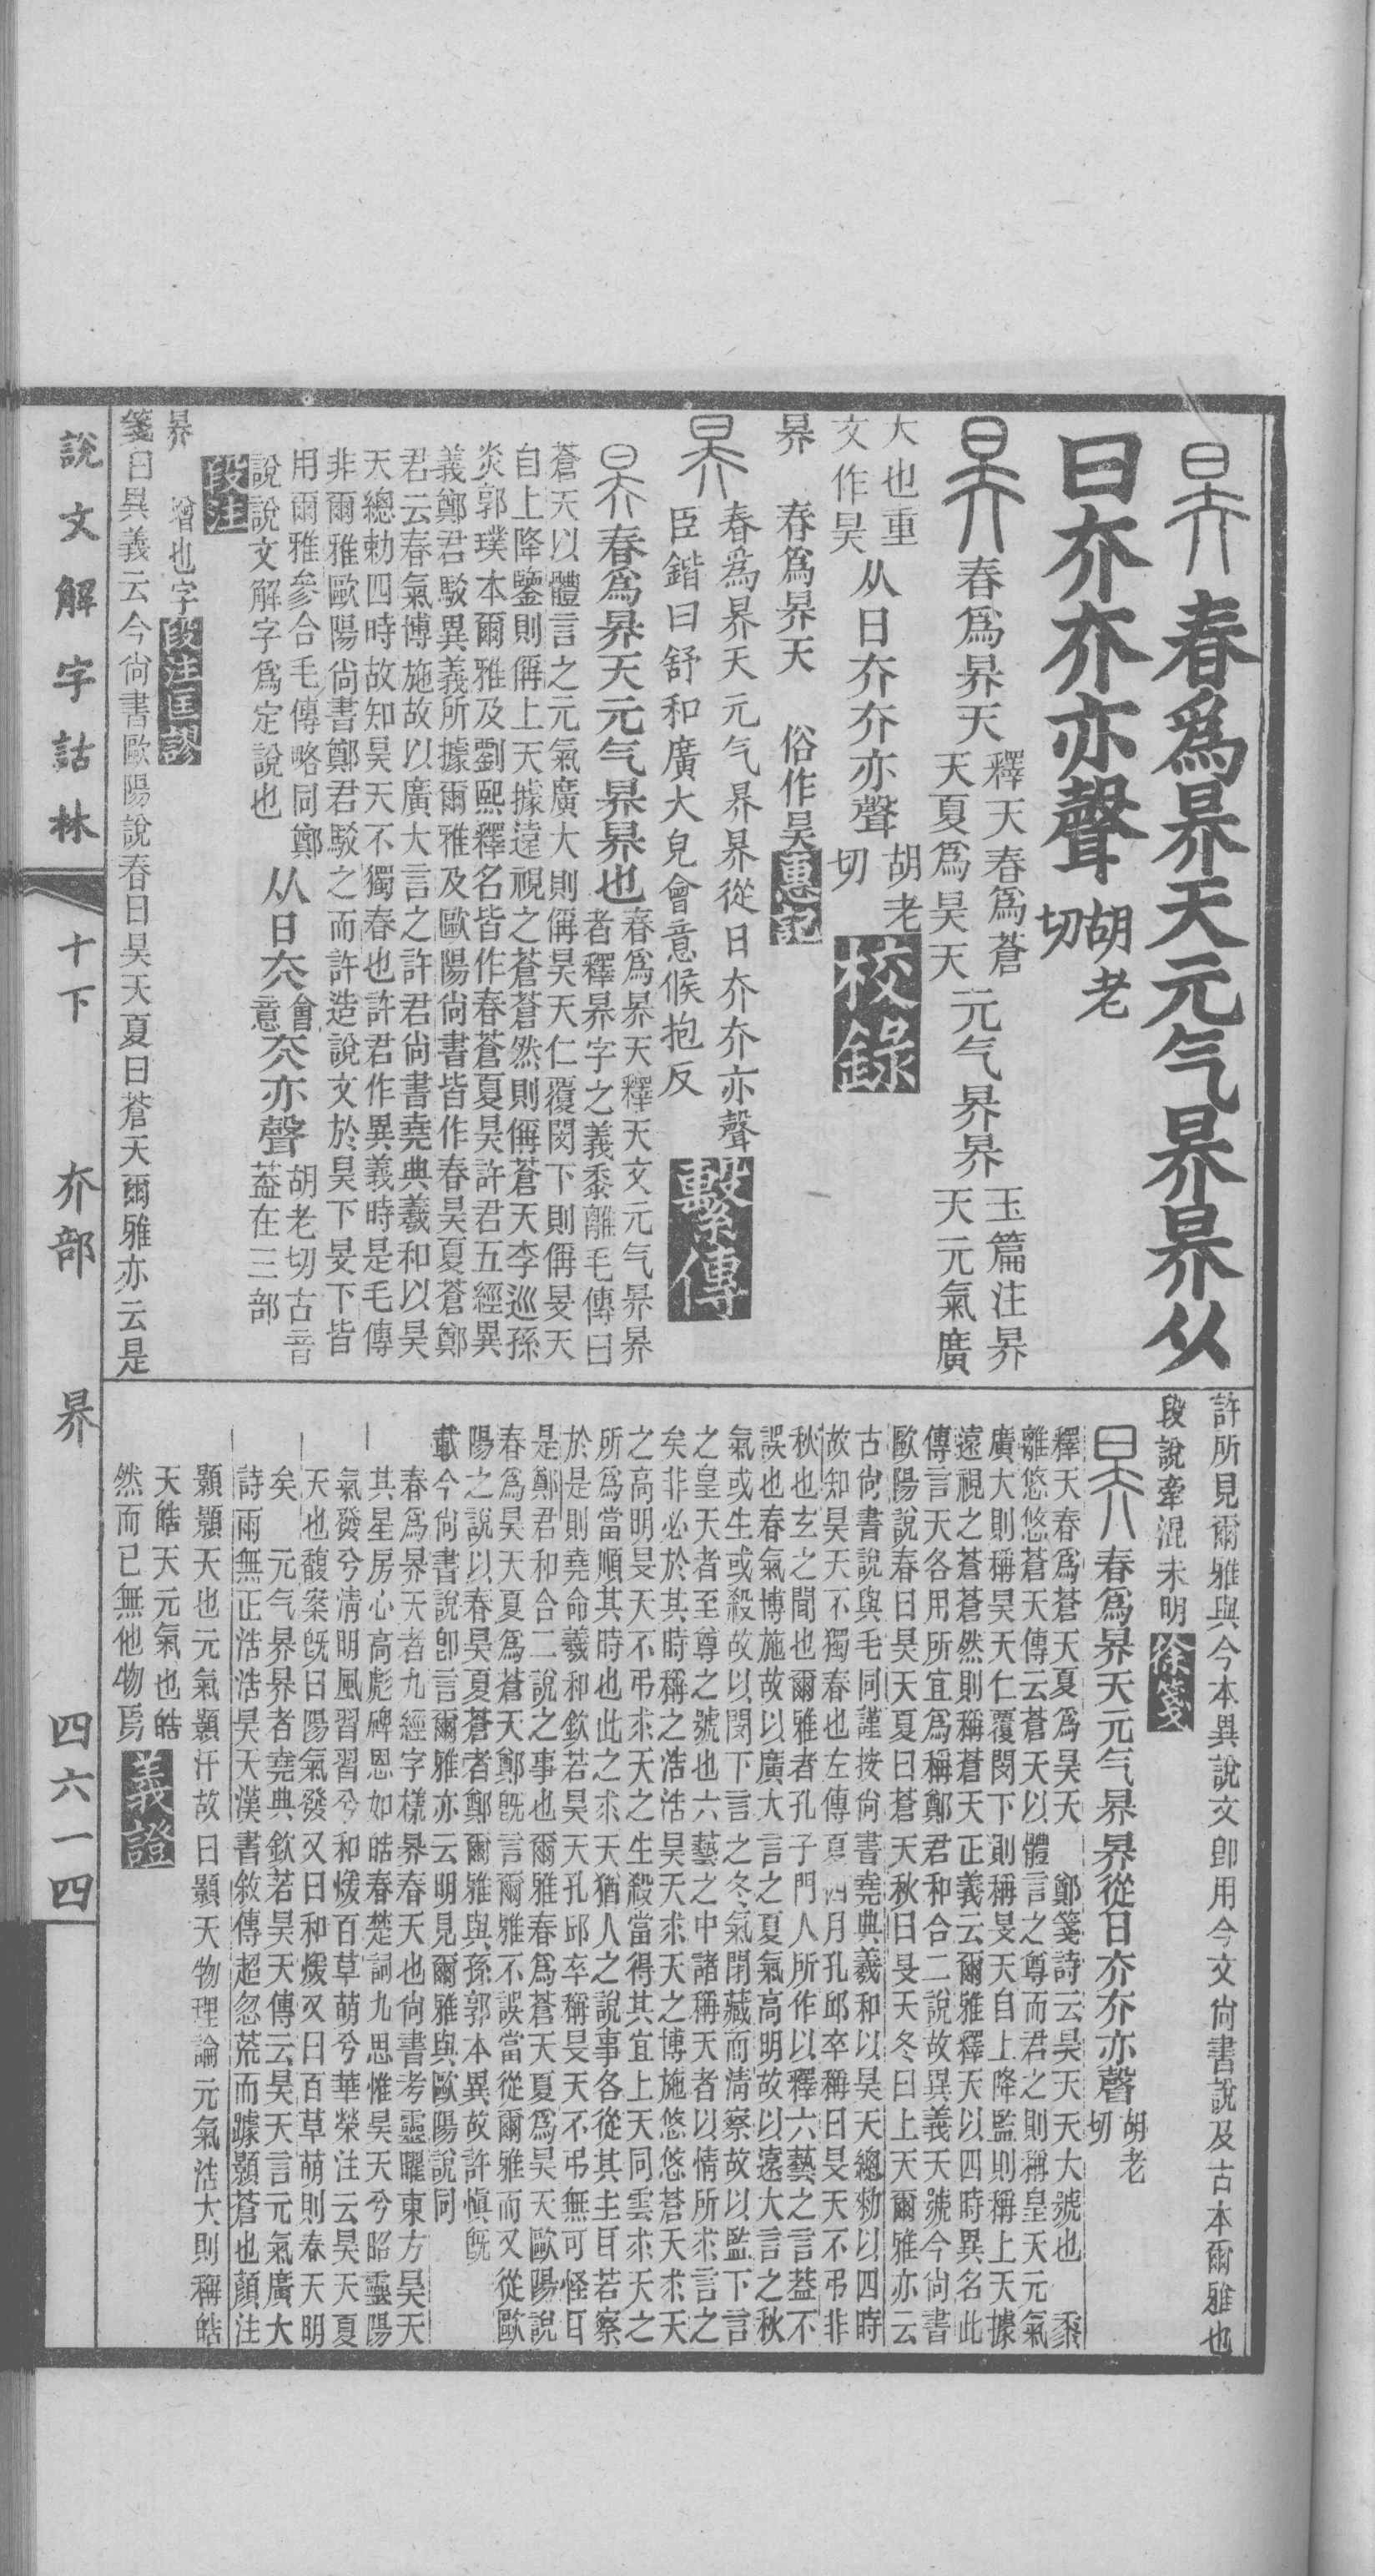 春爲昦天元气昦昦从
日夰夰亦聲胡老切
春爲昦天釋天春爲蒼天夏爲昊天元气昦昦玉篇注昦天元氣廣
大也重文作昊从日夰夰亦聲胡老切校錄
昦 春爲昦天 俗作昊惠記
春爲昦天元气昦昦從日夰夰亦聲
臣鍇曰舒和廣大皃會意候抱反繫傳
春爲昦天元气昦昦也春爲昦天釋天文元气昦昦者釋昦字之義黍離毛傳曰
蒼天以體言之元氣廣大則偁昊天仁覆閔下則偁旻天
自上降鑒則偁上天據遠視之蒼蒼然則偁蒼天李巡孫
炎郭璞本爾雅及劉熙釋名皆作春蒼夏昊許君五經異
義鄭君駁異義所據爾雅及歐陽尙書皆作春昊夏蒼鄭
君云春氣博施故以廣大言之許君尙書堯典羲和以昊
天總勅四時故知昊天不獨春也許君作異義時是毛傳
非爾雅歐陽尙書鄭君駁之而許造說文於昊下旻下皆
用爾雅參合毛傳略同鄭
說說文解字爲定說也从日夰會意夰亦聲胡老切古音葢在三部
段注
昦 增也字段注匡謬
箋曰異義云今尙書歐陽說春曰昊天夏曰蒼天爾雅亦云是
許所見爾雅與今本異說文卽用今文尙書說及古本爾雅也
段說牽混未明徐箋
春爲昦天元气昦昦從日夰夰亦聲胡老切
釋天春爲蒼天夏爲昊天 鄭箋詩云昊天天大號也 黍
離悠悠蒼天傳云蒼天以體言之尊而君之則稱皇天元氣
廣大則稱昊天仁覆閔下則稱旻天自上降監則稱上天據
遠視之蒼蒼然則稱蒼天正義云爾雅釋天以四時異名此
傳言天各用所宜爲稱鄭君和合二說故異義天號今尙書
歐陽說春曰昊天夏曰蒼天秋曰旻天冬曰上天爾雅亦云
古尙書說與毛同謹按尙書堯典羲和以昊天總勅以四時
故知昊天不獨春也左傳夏四月孔邱卒稱曰旻天不弔非
秋也玄之聞也爾雅者孔子門人所作以釋六藝之言葢不
誤也春氣博施故以廣大言之夏氣高明故以遠大言之秋
氣或生或殺故以閔下言之冬氣閉藏而淸察故以監下言
之皇天者至尊之號也六藝之中諸稱天者以情所求言之
矣非必於其時稱之浩浩昊天求天之博施悠悠蒼天求天
之高明旻天不弔求天之生殺當得其宜上天同雲求天之
所爲當順其時也此之求天猶人之說事各從其主耳若察
於是則堯命羲和欽若昊天孔邱卒稱旻天不弔無可怪耳
是鄭君和合二說之事也爾雅春爲蒼天夏爲昊天歐陽說
春爲昊天夏爲蒼天鄭旣言爾雅不誤當從爾雅而又從歐
陽之說以春昊夏蒼者鄭爾雅與孫郭本異故許愼旣
載今尙書說卽言爾雅亦云明見爾雅與歐陽說同
春爲昦天者九經字樣昦春天也尙書考靈曜東方昊天
其星房心高彪碑恩如皓春楚詞九思惟昊天兮昭靈陽
氣發兮淸明風習習兮和煖百草萌兮華榮注云昊天夏
天也馥案旣曰陽氣發又曰和煖又曰百草萌則春天明
矣 元气昦昦者堯典欽若昊天傳云昊天言元氣廣大
詩雨無正浩浩昊天漢書敘傳超忽荒而躆顥蒼也顏注
顥顥天也元氣顥汗故曰顥天物理論元氣浩大則稱皓
天皓天元氣也皓
然而已無他物焉義證
說文解字詁林 十下 夰部 昦 四六一四